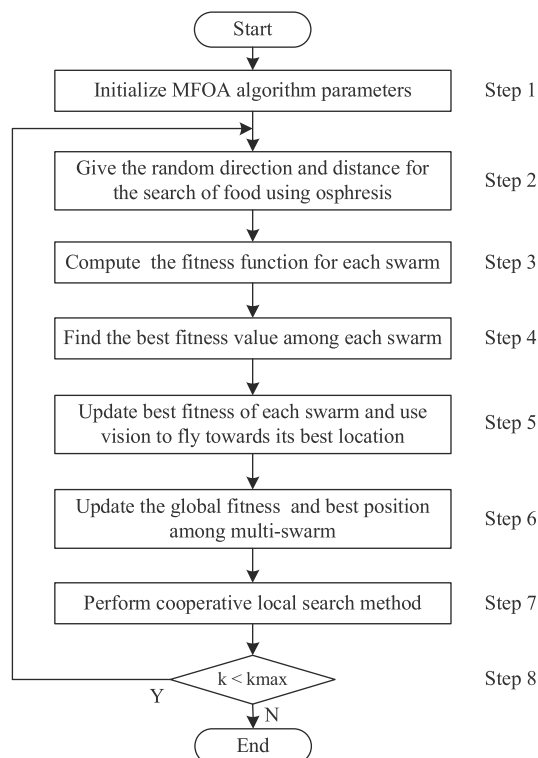 Start
Initialize MFOA algorithm parameters
Step 1
Give the random direction and distance for
the search of food using osphresis
Step 2
Compute the fitness function for each swarm
Step 3
Find the best fitness value among each swarm
Step 4
Update best fitness of each swarm and use
vision to fly towards its best location
Step 5
Update the global fitness and best position
among multi-swarm
Step 6
Perform cooperative local search method
Step 7
k < kmax
Step 8
Y
N
End